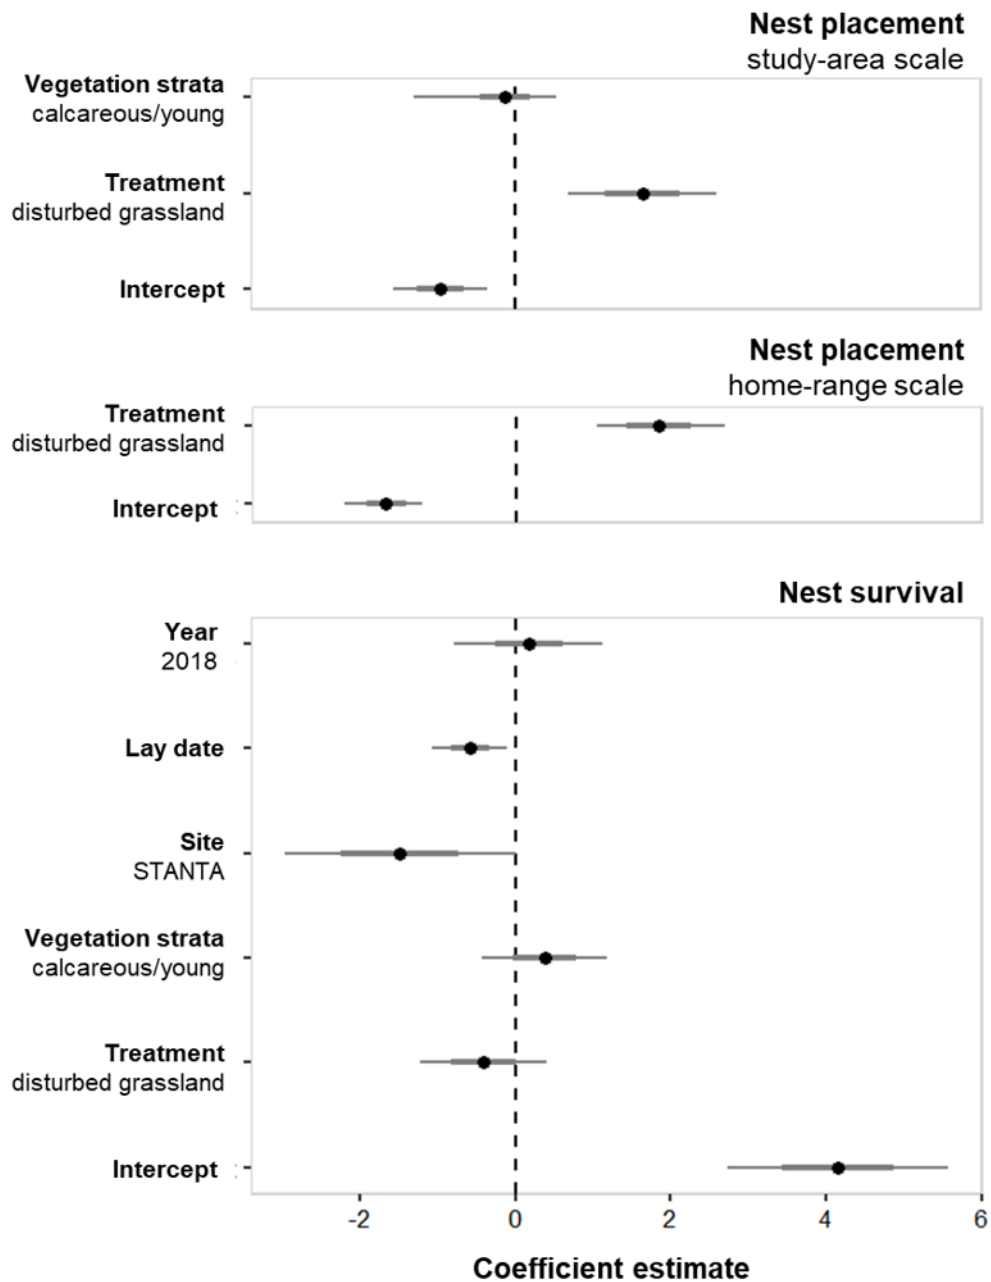 Nest placement
study-area scale
Vegetation strata
calcareous/young
Treatment
disturbed grassland
Intercept
Nest placement
home-range scale
Treatment
disturbed grassland
Intercept
Nest survival
Year
2018
Lay date
Site
STANTA
Vegetation strata
calcareous/young
Treatment
disturbed grassland
Intercept
-2 0 2 4 6
Coefficient estimate